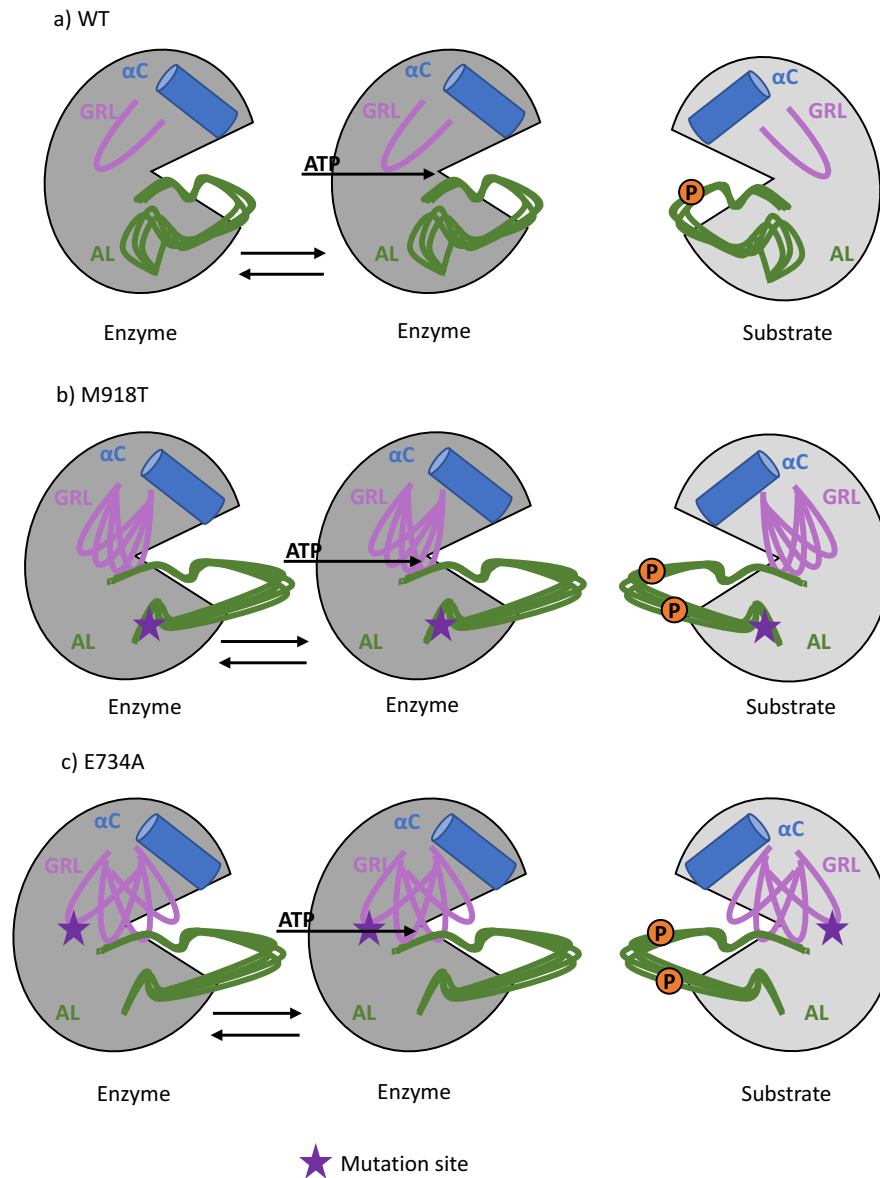 a) WT
αC
GRL
AL
Enzyme
ATP
αC
GRL
AL
Enzyme
αC
GRL
P
AL
Substrate
b) M918T
αC
GRL
AL
Enzyme
ATP
αC
GRL
AL
Enzyme
αC
GRL
P
P
AL
Substrate
c) E734A
αC
GRL
AL
Enzyme
ATP
αC
GRL
AL
Enzyme
αC
GRL
P
P
AL
Substrate
Mutation site